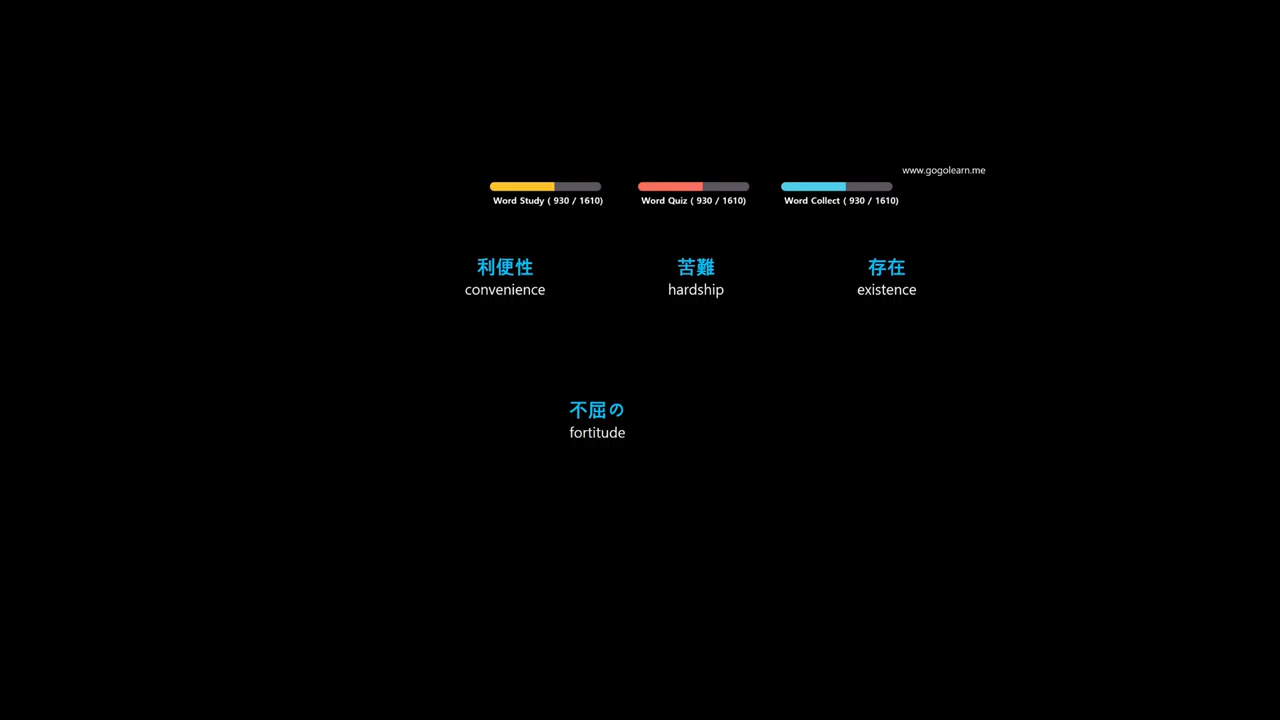 www.gogolearn.me
Word Study ( 930 / 1610)
Word Quiz ( 930 / 1610)
Word Collect ( 930 / 1610)
利便性
convenience
苦難
hardship
存在
existence
不屈の
fortitude